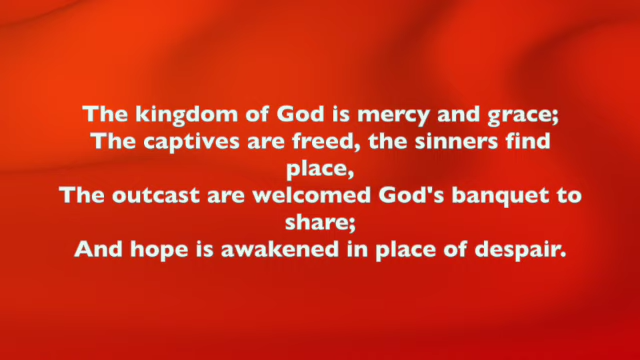 The kingdom of God is mercy and grace;
The captives are freed, the sinners find
place,
The outcast are welcomed God's banquet to
share;
And hope is awakened in place of despair.